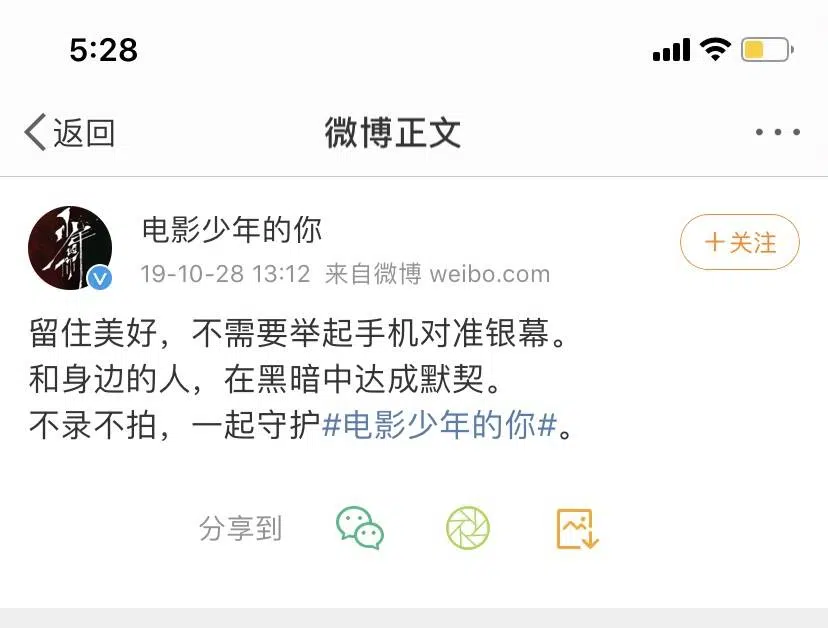 5:28
返回
微博正文
电影少年的你
+关注
19-10-28 13:12 来自微博 weibo.com
留住美好，不需要举起手机对准银幕。
和身边的人，在黑暗中达成默契。
不录不拍，一起守护#电影少年的你#。
分享到